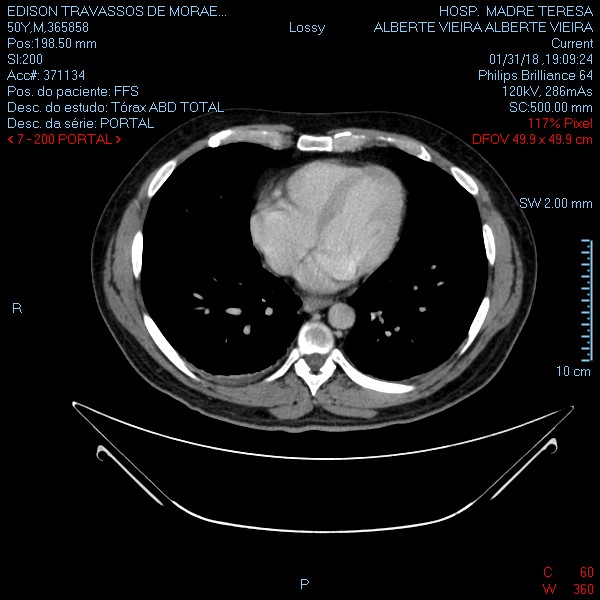 EDISON TRAVASSOS DE MORAE...
50Y,M,365858
Pos:198.50 mm
Sl:200
Acc#: 371134
Pos. do paciente: FFS
Desc. do estudo: Tórax ABD TOTAL
Desc. da série: PORTAL
< 7 - 200 PORTAL >
Lossy
HOSP. MADRE TERESA
ALBERTE VIEIRA ALBERTE VIEIRA
Current
01/31/18 ,19:09:24
Philips Brilliance 64
120kV, 286mAs
SC:500.00 mm
117% Pixel
DFOV 49.9 x 49.9 cm
SW 2.00 mm
R
10 cm
P
C 60
W 360